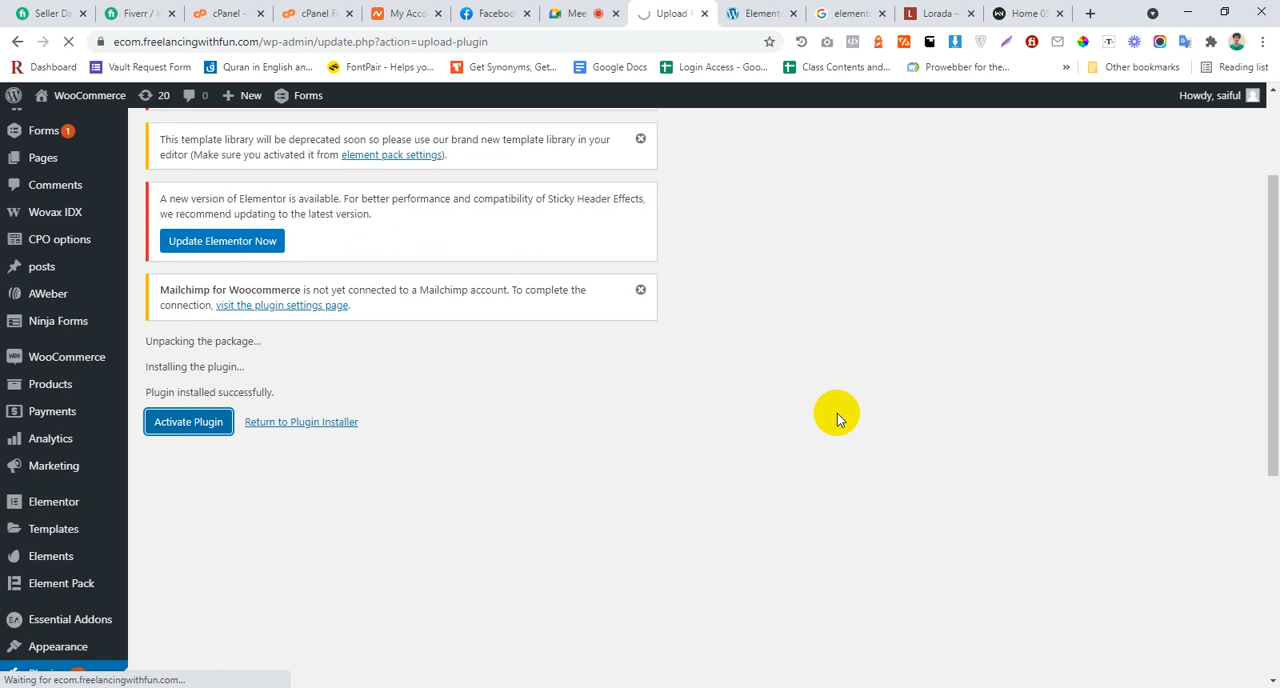 Seller Da
Fiverr / I
cPanel -
cPanel F
My Acco
Facebook
Mee
Upload
Elemento
elementa
Lorada –
Home 05
ecom.freelancingwithfun.com/wp-admin/update.php?action=upload-plugin
Dashboard
Vault Request Form
Quran in English an...
FontPair - Helps yo...
Get Synonyms, Get...
Google Docs
Login Access - Goo...
Class Contents and...
Prowebber for the...
»
Other bookmarks
Reading list
WooCommerce
20
0
New
Forms
Howdy, saiful
Forms 1
Pages
Comments
Wovax IDX
CPO options
posts
AWeber
Ninja Forms
WooCommerce
Products
Payments
Analytics
Marketing
Elementor
Templates
Elements
Element Pack
Essential Addons
Appearance
This template library will be deprecated soon so please use our brand new template library in your
editor (Make sure you activated it from element pack settings).
A new version of Elementor is available. For better performance and compatibility of Sticky Header Effects,
we recommend updating to the latest version.
Update Elementor Now
Mailchimp for Woocommerce is not yet connected to a Mailchimp account. To complete the
connection, visit the plugin settings page.
Unpacking the package...
Installing the plugin...
Plugin installed successfully.
Activate Plugin
Return to Plugin Installer
Waiting for ecom.freelancingwithfun.com...